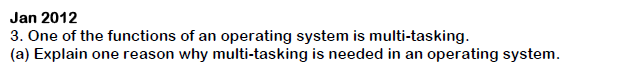 Jan 2012
3. One of the functions of an operating system is multi-tasking.
(a) Explain one reason why multi-tasking is needed in an operating system.